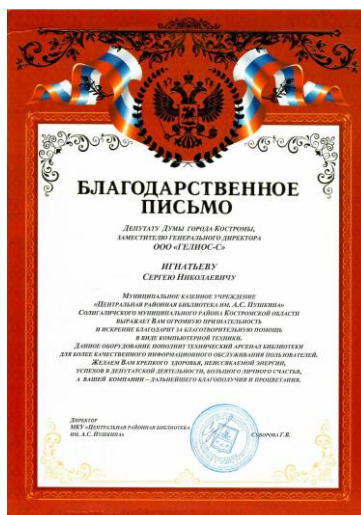 БЛАГОДАРСТВЕННОЕ
ПИСЬМО
ДЕПУТАТУ ДУМЫ ГОРОДА КОСТРОМЫ,
ЗАМЕСТИТЕЛЮ ГЕНЕРАЛЬНОГО ДИРЕКТОРА
ООО «ГЕЛИОС-С»
ИГНАТЬЕВУ
СЕРГЕЮ НИКОЛАЕВИЧУ
МУНИЦИПАЛЬНОЕ КАЗЕННОЕ УЧРЕЖДЕНИЕ
«ЦЕНТРАЛЬНАЯ РАЙОННАЯ БИБЛИОТЕКА ИМ. А.С. ПУШКИНА»
СОЛИГАЛИЧСКОГО МУНИЦИПАЛЬНОГО РАЙОНА КОСТРОМСКОЙ ОБЛАСТИ
ВЫРАЖАЕТ ВАМ ОГРОМНУЮ ПРИЗНАТЕЛЬНОСТЬ
И ИСКРЕННЕ БЛАГОДАРИТ ЗА БЛАГОТВОРИТЕЛЬНУЮ ПОМОЩЬ
В ВИДЕ КОМПЬЮТЕРНОЙ ТЕХНИКИ.
ДАННОЕ ОБОРУДОВАНИЕ ПОПОЛНИТ ТЕХНИЧЕСКИЙ АРСЕНАЛ БИБЛИОТЕКИ
ДЛЯ БОЛЕЕ КАЧЕСТВЕННОГО ИНФОРМАЦИОННОГО ОБСЛУЖИВАНИЯ ПОЛЬЗОВАТЕЛЕЙ.
ЖЕЛАЕМ ВАМ КРЕПКОГО ЗДОРОВЬЯ, НЕИССЯКАЕМОЙ ЭНЕРГИИ,
УСПЕХОВ В ДЕПУТАТСКОЙ ДЕЯТЕЛЬНОСТИ, БОЛЬШОГО ЛИЧНОГО СЧАСТЬЯ,
А ВАШЕЙ КОМПАНИИ – ДАЛЬНЕЙШЕГО БЛАГОПОЛУЧИЯ И ПРОЦВЕТАНИЯ.
ДИРЕКТОР
МКУ «ЦЕНТРАЛЬНАЯ РАЙОННАЯ БИБЛИОТЕКА
ИМ. А.С. ПУШКИНА» СУВОРОВА Г.В.